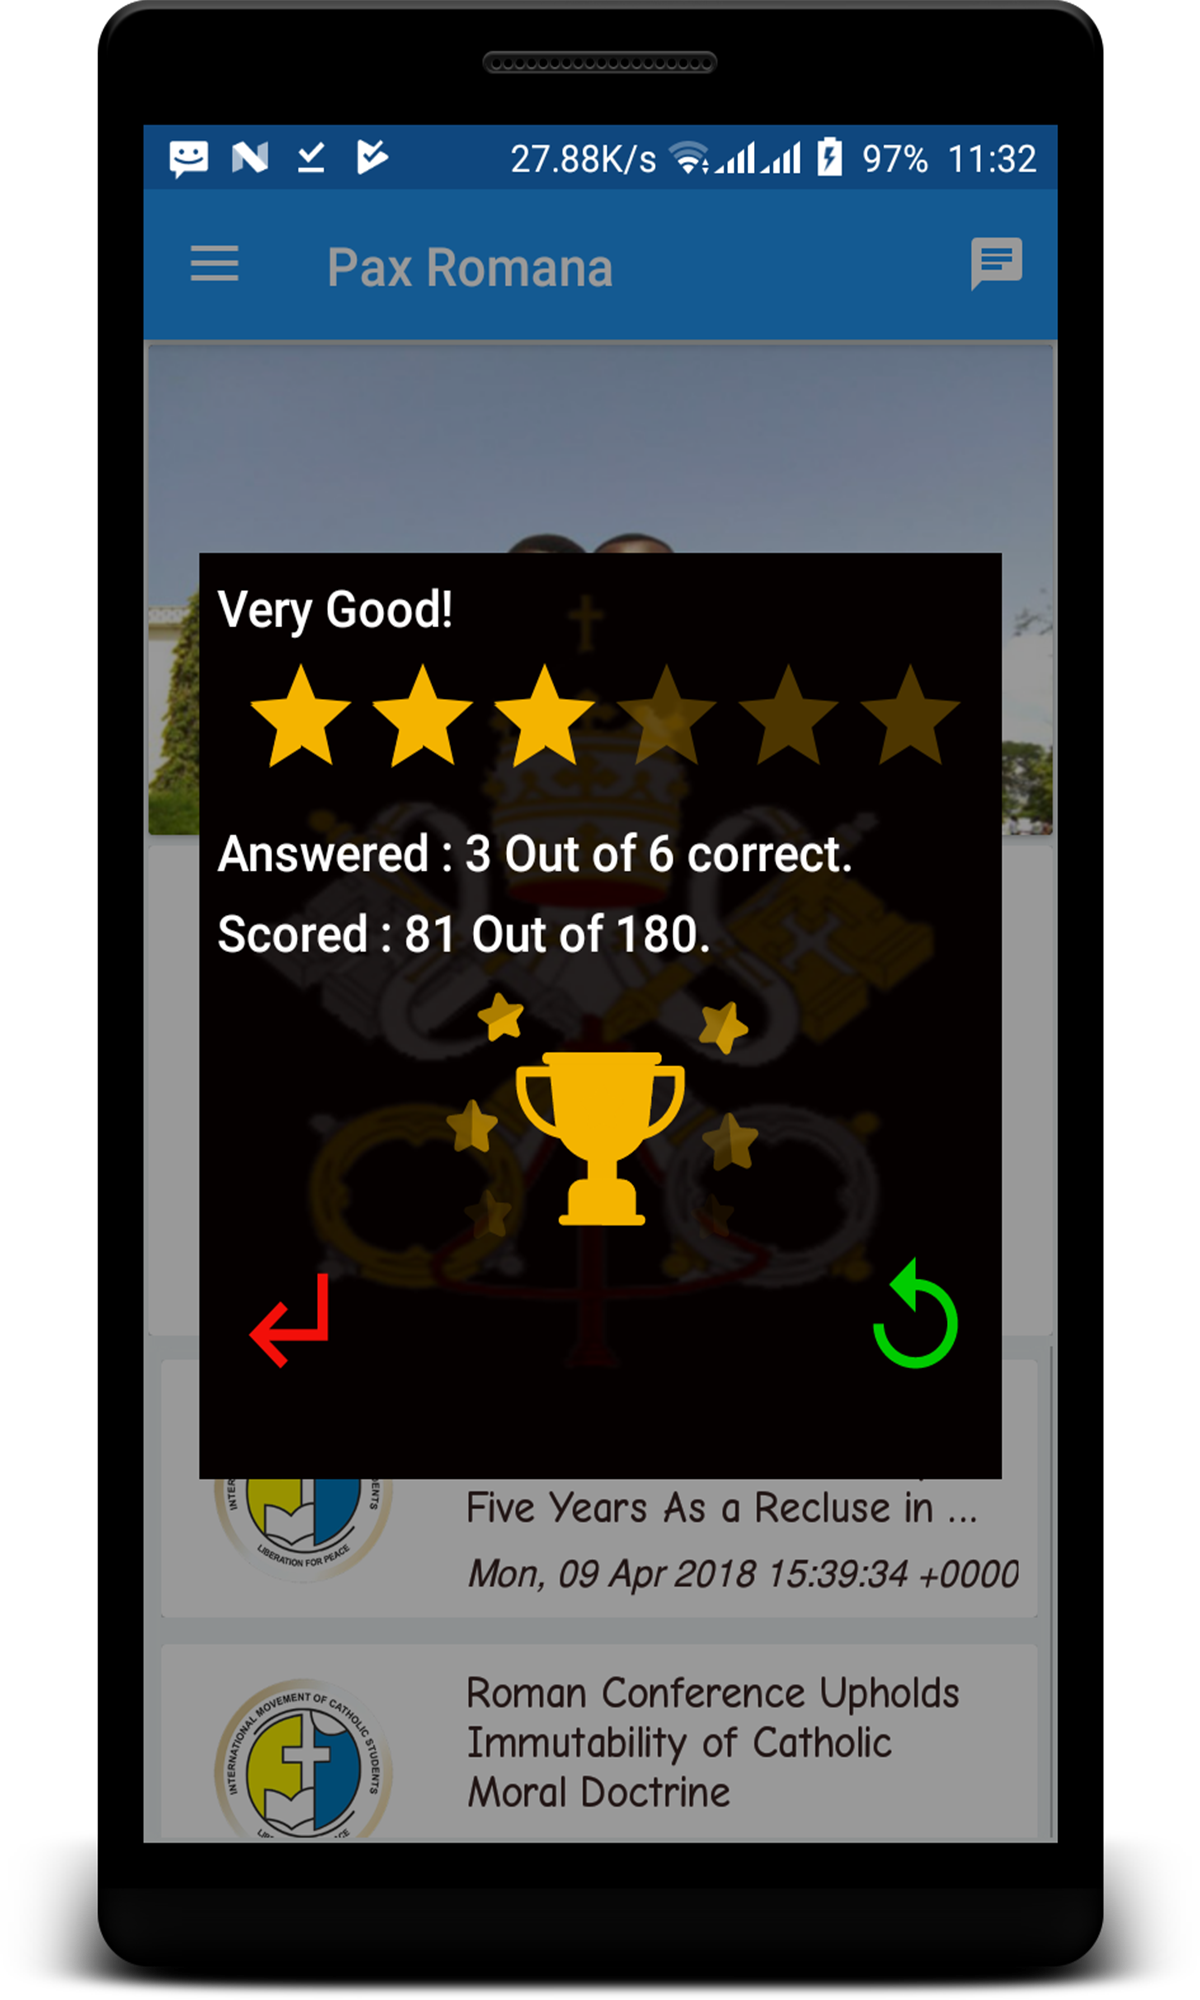 27.88K/s 97% 11:32
Pax Romana
Very Good!
Answered : 3 Out of 6 correct.
Scored : 81 Out of 180.
Five Years As a Recluse in ...
LIBERATION FOR PEACE
Mon, 09 Apr 2018 15:39:34 +0000
INTERNATIONAL MOVEMENT OF CATHOLIC STUDENTS
Roman Conference Upholds
Immutability of Catholic
Moral Doctrine